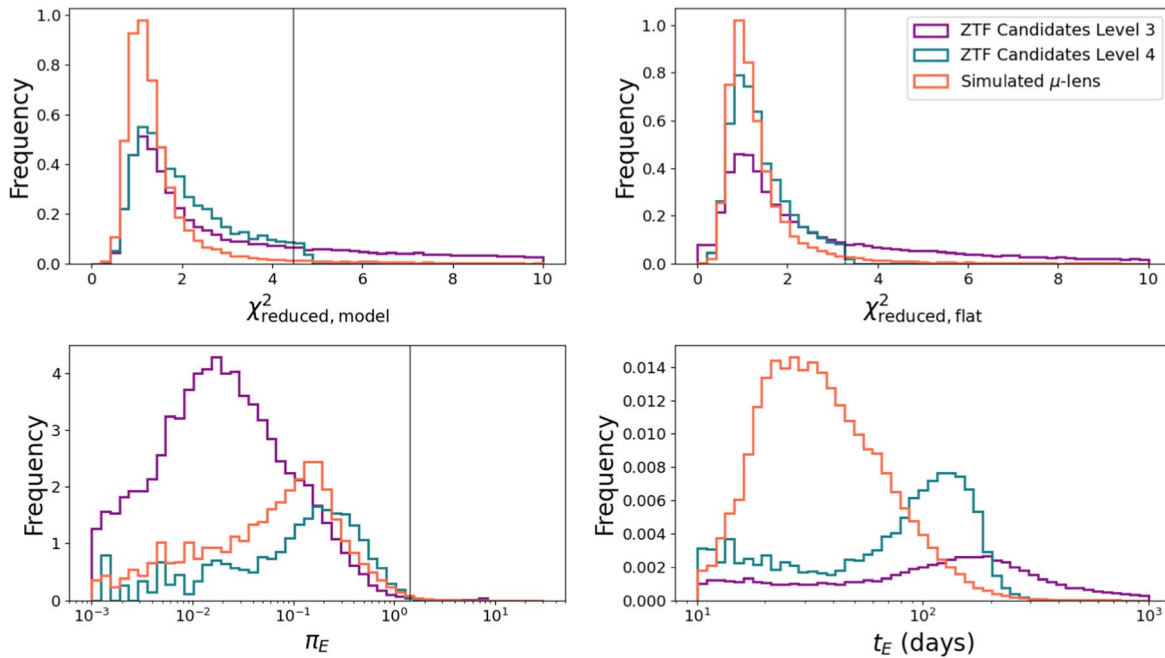 Frequency
1.0
0.8
0.6
0.4
0.2
0.0
0 2 4 6 8 10
χ²reduced, model
Frequency
1.0
0.8
0.6
0.4
0.2
0.0
0 2 4 6 8 10
χ²reduced, flat
ZTF Candidates Level 3
ZTF Candidates Level 4
Simulated μ-lens
Frequency
4
3
2
1
0
10⁻³ 10⁻² 10⁻¹ 10⁰ 10¹
πE
Frequency
0.014
0.012
0.010
0.008
0.006
0.004
0.002
0.000
10¹ 10² 10³
tE (days)